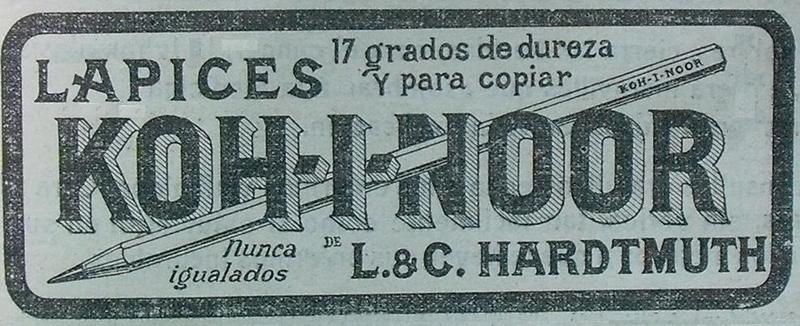 LAPICES
17 grados de dureza
Y para copiar
KOH-I-NOOR
KOH-I-NOOR
Nunca
igualados
DE L.&C. HARDTMUTH